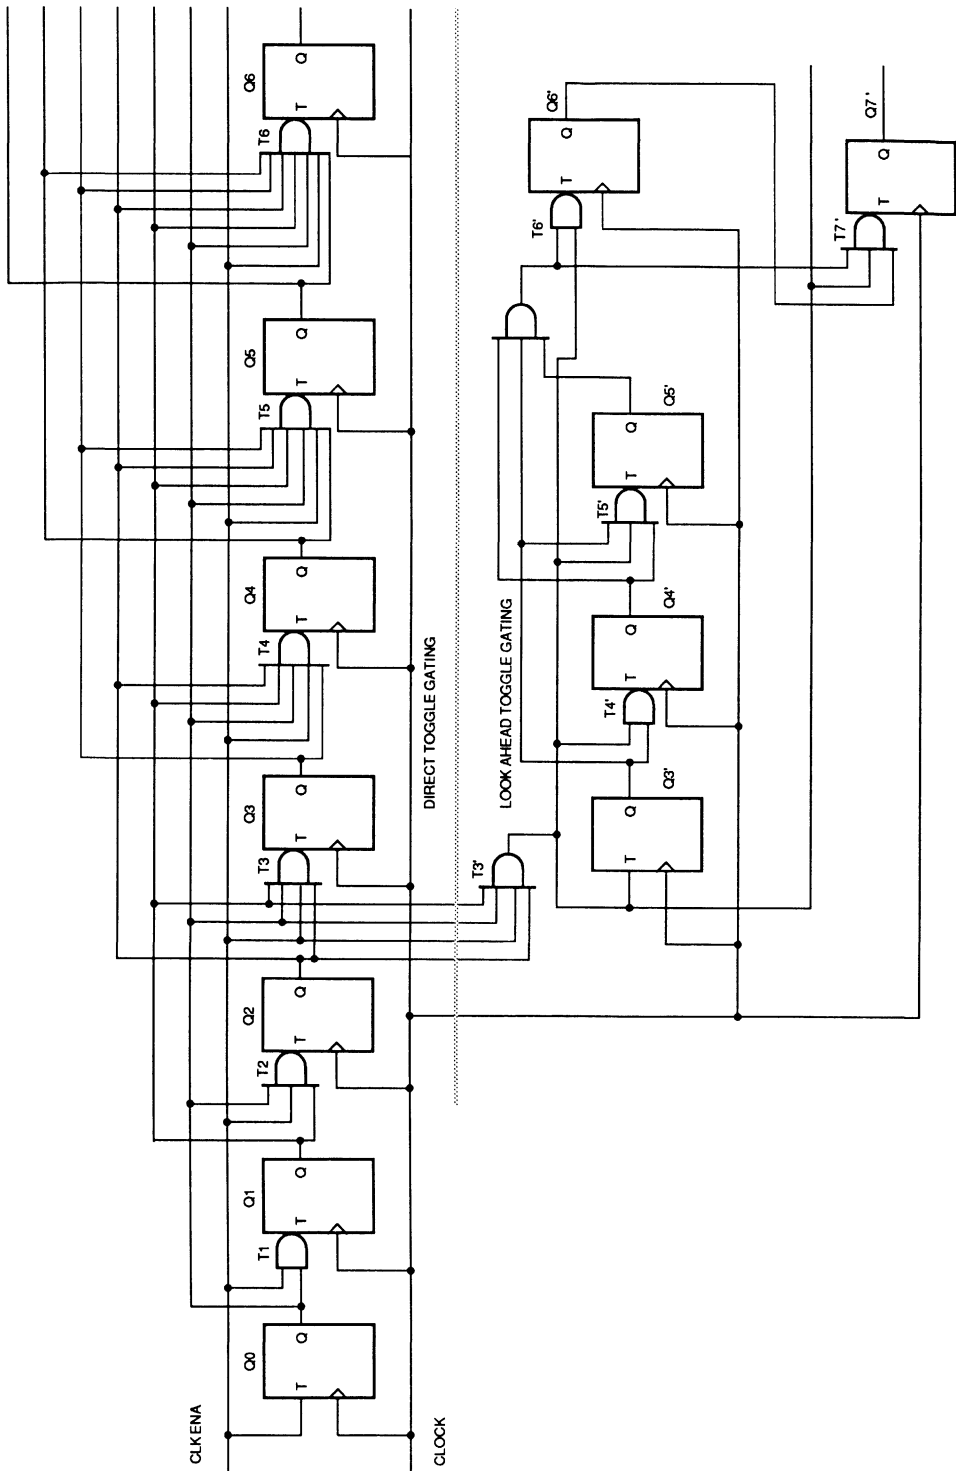 CLKENA
CLOCK
Q0
T
Q
T1
Q1
T
Q
T2
Q2
T
Q
T3
Q3
T
Q
T4
Q4
T
Q
T5
Q5
T
Q
T6
Q6
T
Q
DIRECT TOGGLE GATING
LOOK AHEAD TOGGLE GATING
T3'
T
Q
Q3'
T4'
T
Q
Q4'
T5'
T
Q
Q5'
T6'
T
Q
Q6'
T7'
T
Q
Q7'